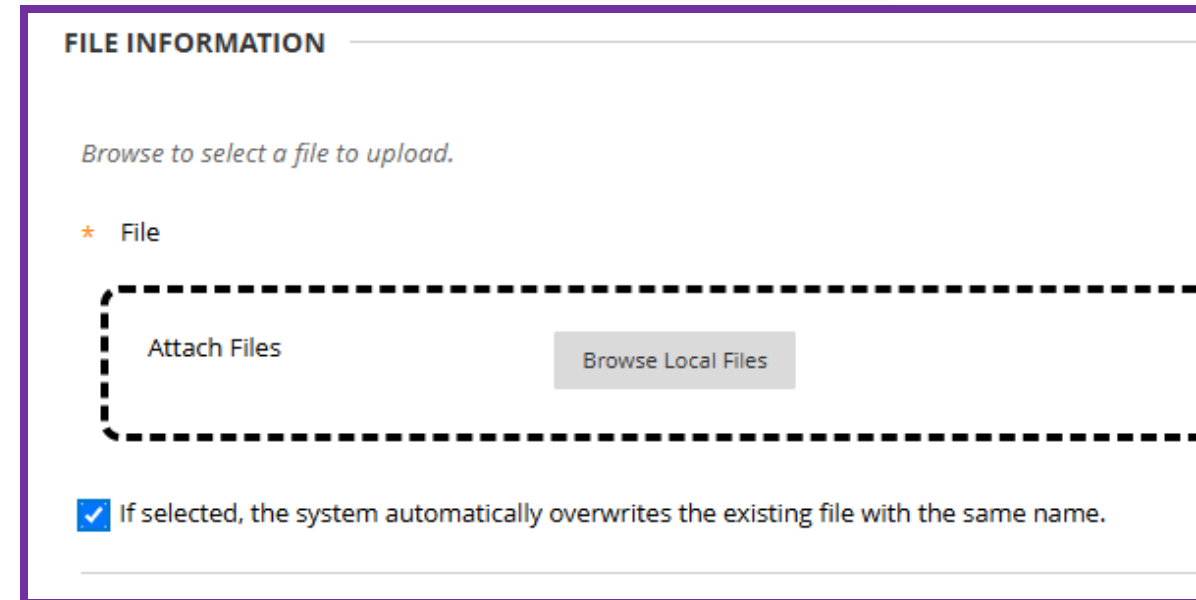 FILE INFORMATION
Browse to select a file to upload.
* File
Attach Files
Browse Local Files
If selected, the system automatically overwrites the existing file with the same name.